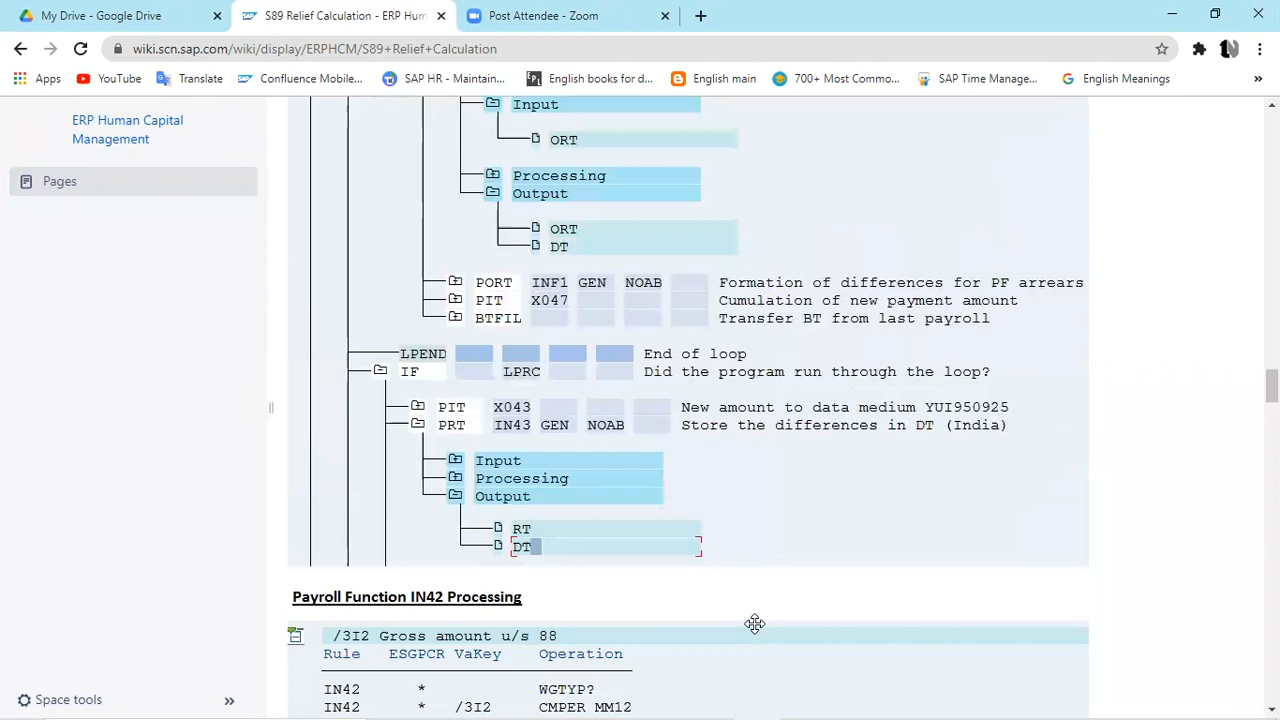 My Drive - Google Drive
S89 Relief Calculation - ERP Hum
Post Attendee - Zoom
wiki.scn.sap.com/wiki/display/ERPHCM/S89+Relief+Calculation
Apps
YouTube
Translate
Confluence Mobile...
SAP HR - Maintain...
English books for d...
English main
700+ Most Commo...
SAP Time Manage...
English Meanings
»
ERP Human Capital
Management
Pages
Input
ORT
Processing
Output
ORT
DT
PORT INF1 GEN NOAB Formation of differences for PF arrears
PIT X047 Cumulation of new payment amount
BTFIL Transfer BT from last payroll
LPEND End of loop
IF LPRC Did the program run through the loop?
PIT X043 New amount to data medium YUI950925
PRT IN43 GEN NOAB Store the differences in DT (India)
Input
Processing
Output
RT
DT
Payroll Function IN42 Processing
/3I2 Gross amount u/s 88
Rule ESGPCR VaKey Operation
IN42 * WGTYP?
IN42 * /3I2 CMPER MM12
Space tools »